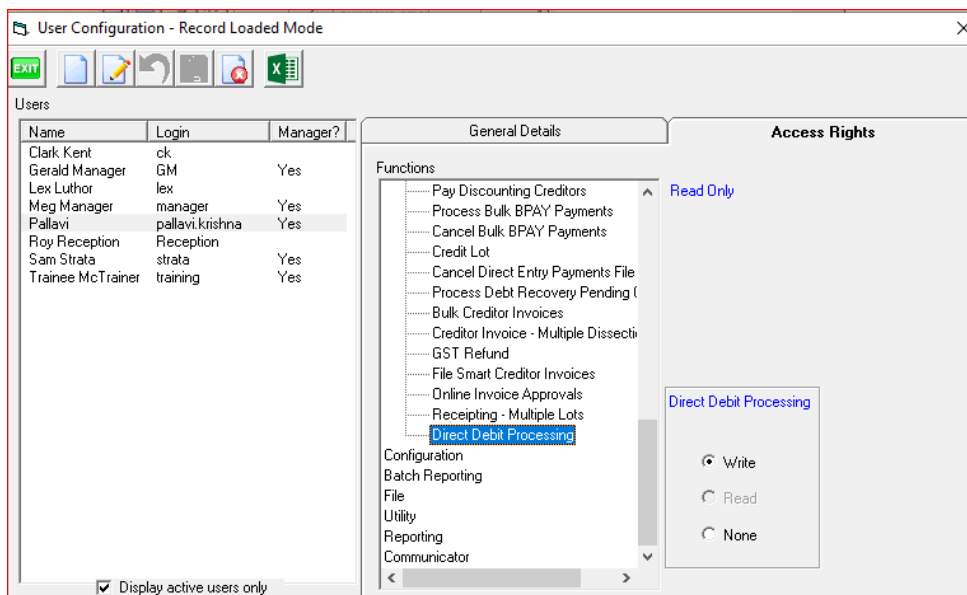 User Configuration - Record Loaded Mode
EXIT
X
Users
Name Login Manager?
Clark Kent ck
Gerald Manager GM Yes
Lex Luthor lex
Meg Manager manager Yes
Pallavi pallavi.krishna Yes
Roy Reception Reception
Sam Strata strata Yes
Trainee McTrainer training Yes
Display active users only
General Details
Access Rights
Functions
Pay Discounting Creditors
Process Bulk BPAY Payments
Cancel Bulk BPAY Payments
Credit Lot
Cancel Direct Entry Payments File
Process Debt Recovery Pending (
Bulk Creditor Invoices
Creditor Invoice - Multiple Dissecti
GST Refund
File Smart Creditor Invoices
Online Invoice Approvals
Receipting - Multiple Lots
Direct Debit Processing
Configuration
Batch Reporting
File
Utility
Reporting
Communicator
Read Only
Direct Debit Processing
Write
Read
None